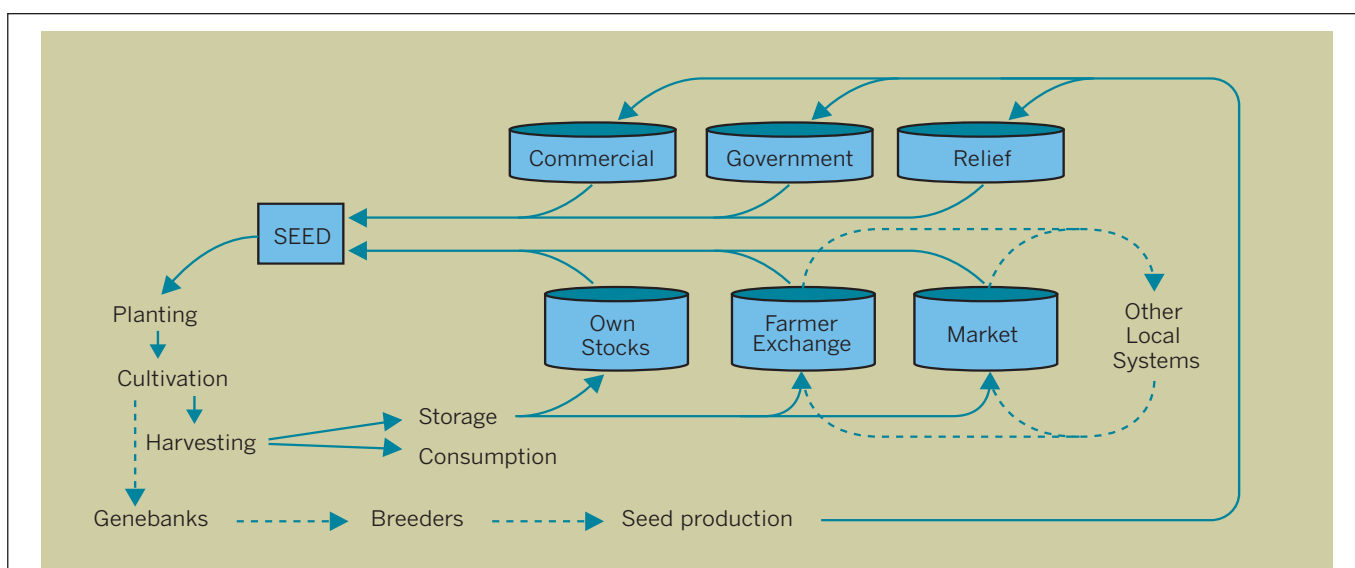 Commercial
Government
Relief
SEED
Planting
Own
Stocks
Farmer
Exchange
Market
Other
Local
Systems
Cultivation
Storage
Harvesting
Consumption
Genebanks
Breeders
Seed production